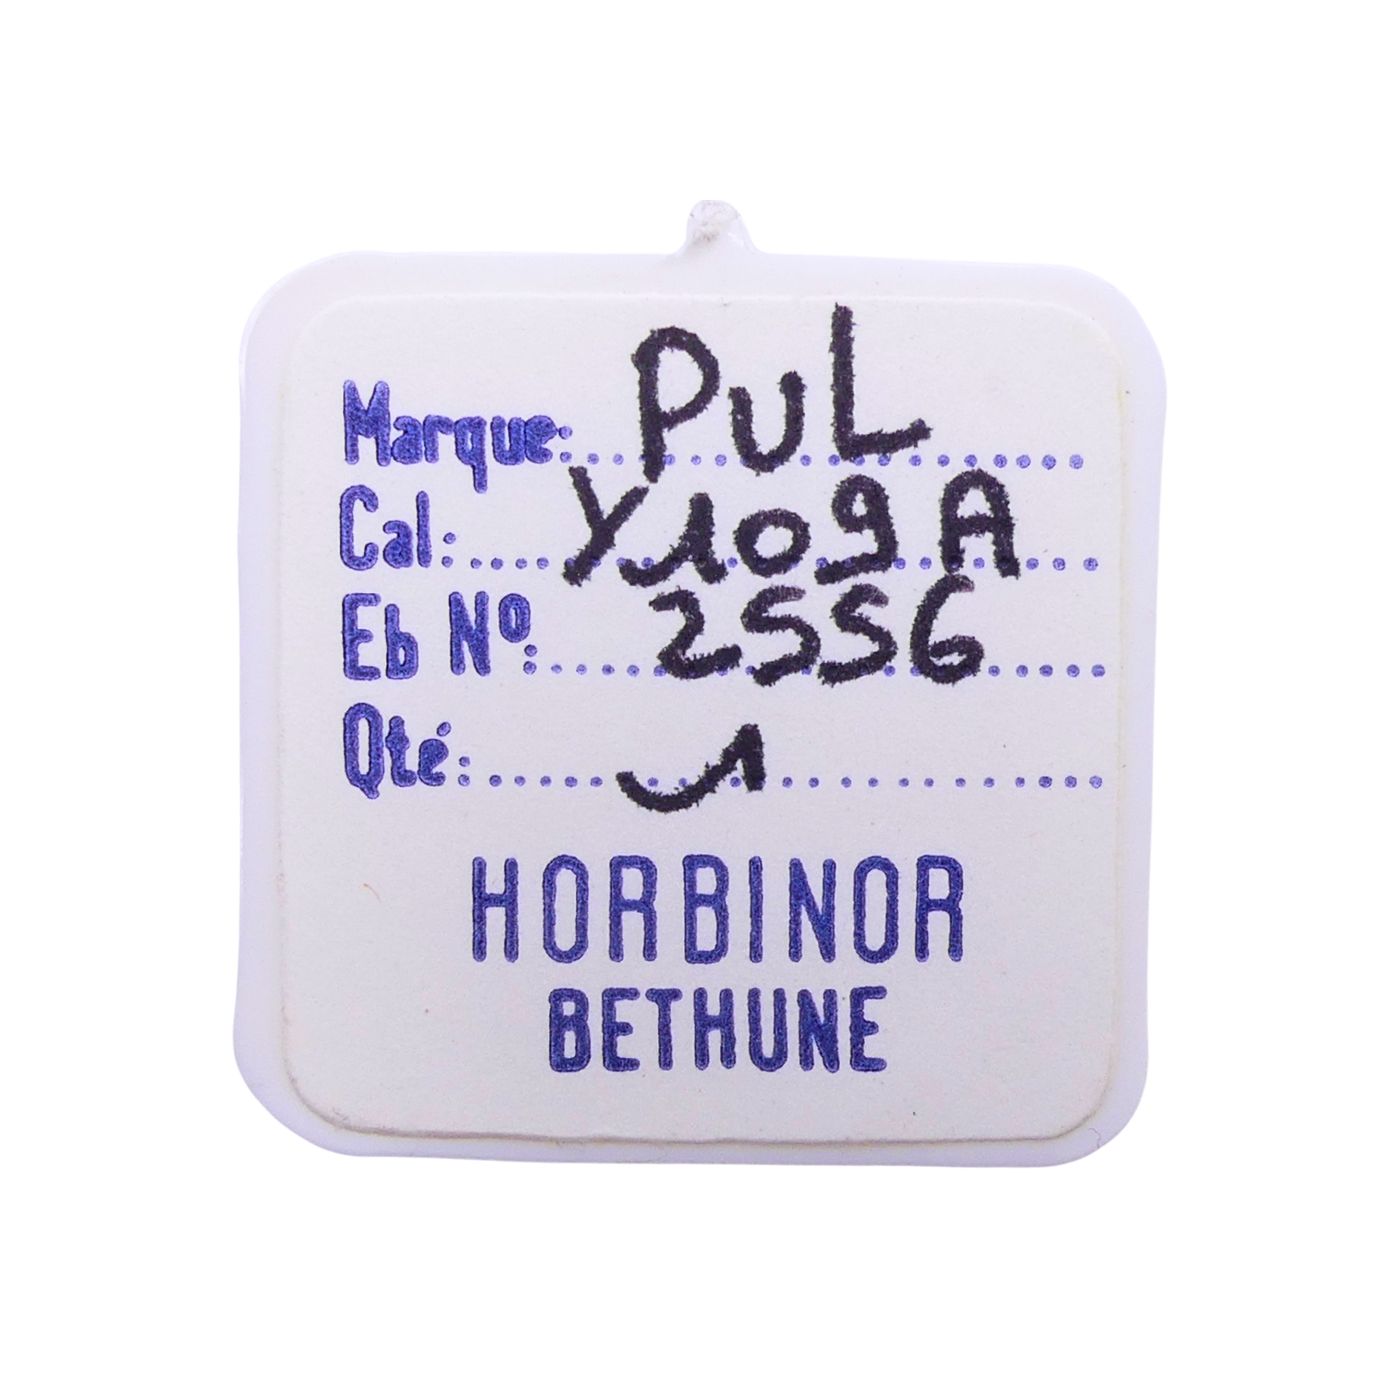 Marque: PUL
Cal: Y109A
Eb Nº: 2556
Qté: 1
HORBINOR
BETHUNE